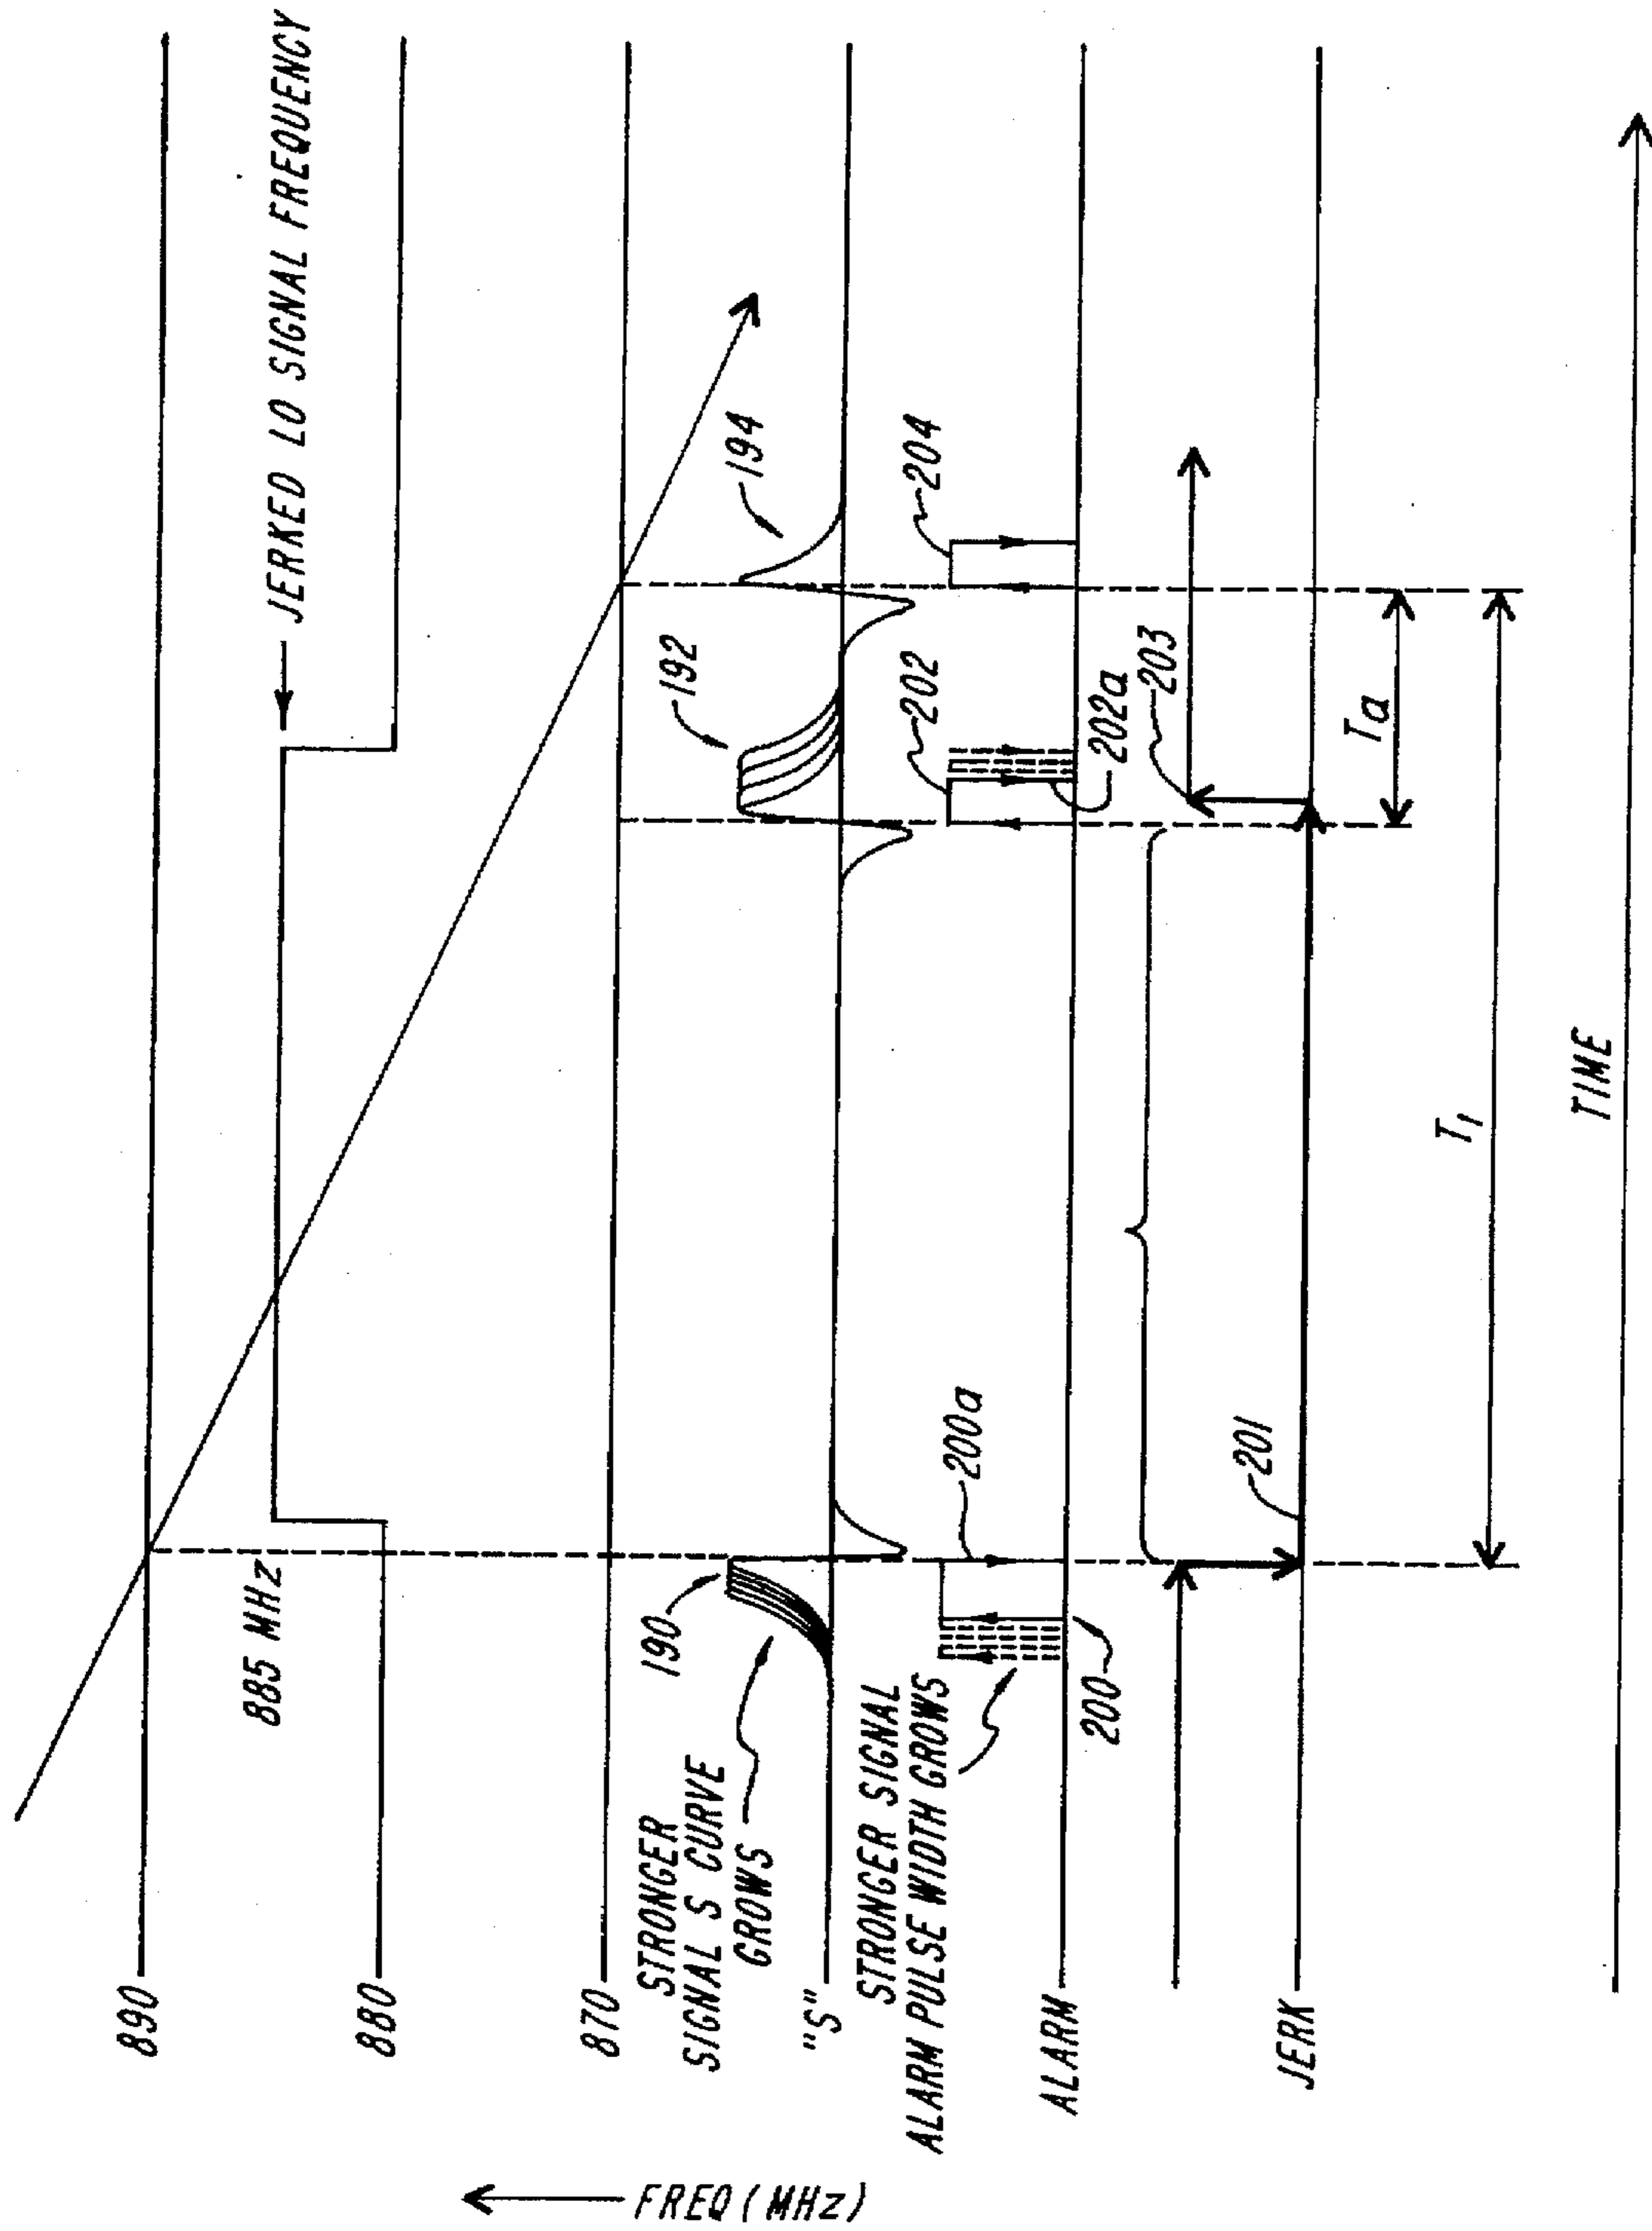 890
JERKED LO SIGNAL FREQUENCY
885 MHz
880
870
STRONGER
SIGNAL S CURVE
GROWS
190
192
194
"S"
STRONGER SIGNAL
ALARM PULSE WIDTH GROWS
200a
202
204
ALARM
200
202a
203
201
JERK
Ta
T1
TIME
FREQ (MHz)